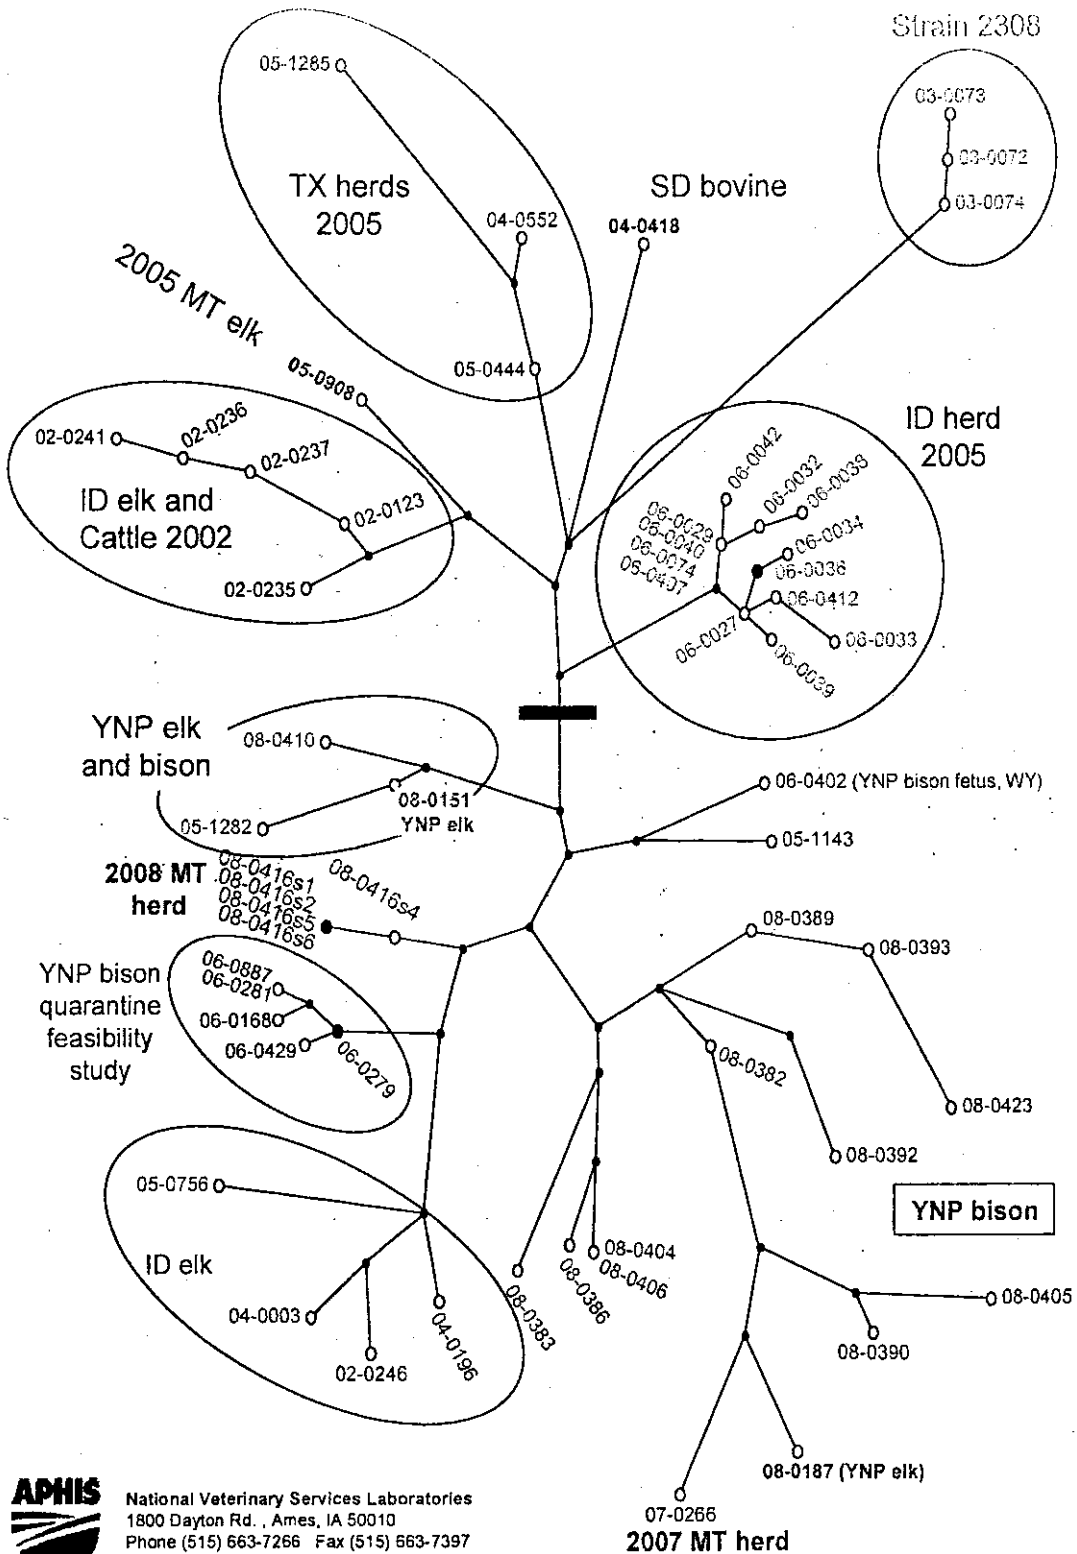 Strain 2308
03-0073
03-0072
03-0074
05-1285
TX herds
2005
04-0552
05-0444
SD bovine
04-0418
2005 MT elk
05-0908
02-0241
02-0236
02-0237
02-0123
ID elk and
Cattle 2002
02-0235
ID herd
2005
06-0042
06-0032
06-0038
06-0029
06-0040
06-0074
06-0407
06-0034
06-0036
06-0412
06-0027
06-0033
06-0039
YNP elk
and bison
08-0410
08-0151
YNP elk
05-1282
06-0402 (YNP bison fetus, WY)
05-1143
2008 MT
herd
08-0416s1
08-0416s2
08-0416s5
08-0416s6
08-0416s4
YNP bison
quarantine
feasibility
study
06-0887
06-0281
06-0168
06-0429
06-0279
08-0389
08-0393
08-0382
08-0423
08-0392
YNP bison
05-0756
ID elk
04-0003
02-0246
04-0196
08-0383
08-0386
08-0404
08-0406
08-0405
08-0390
08-0187 (YNP elk)
07-0266
2007 MT herd
APHIS
National Veterinary Services Laboratories
1800 Dayton Rd. , Ames, IA 50010
Phone (515) 663-7266 Fax (515) 663-7397